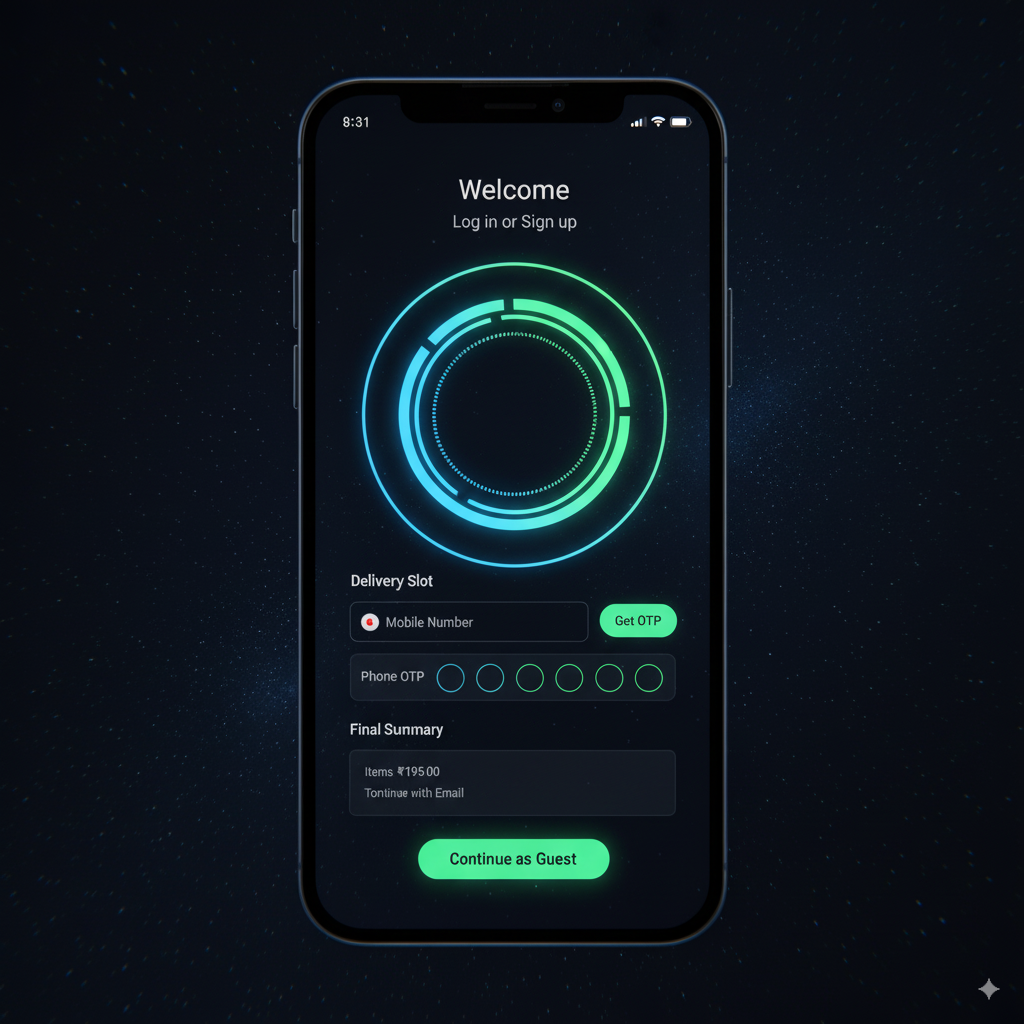 8:31
Welcome
Log in or Sign up
Delivery Slot
Mobile Number
Get OTP
Phone OTP
Final Summary
Items ₹195 00
Tontinue with Email
Continue as Guest